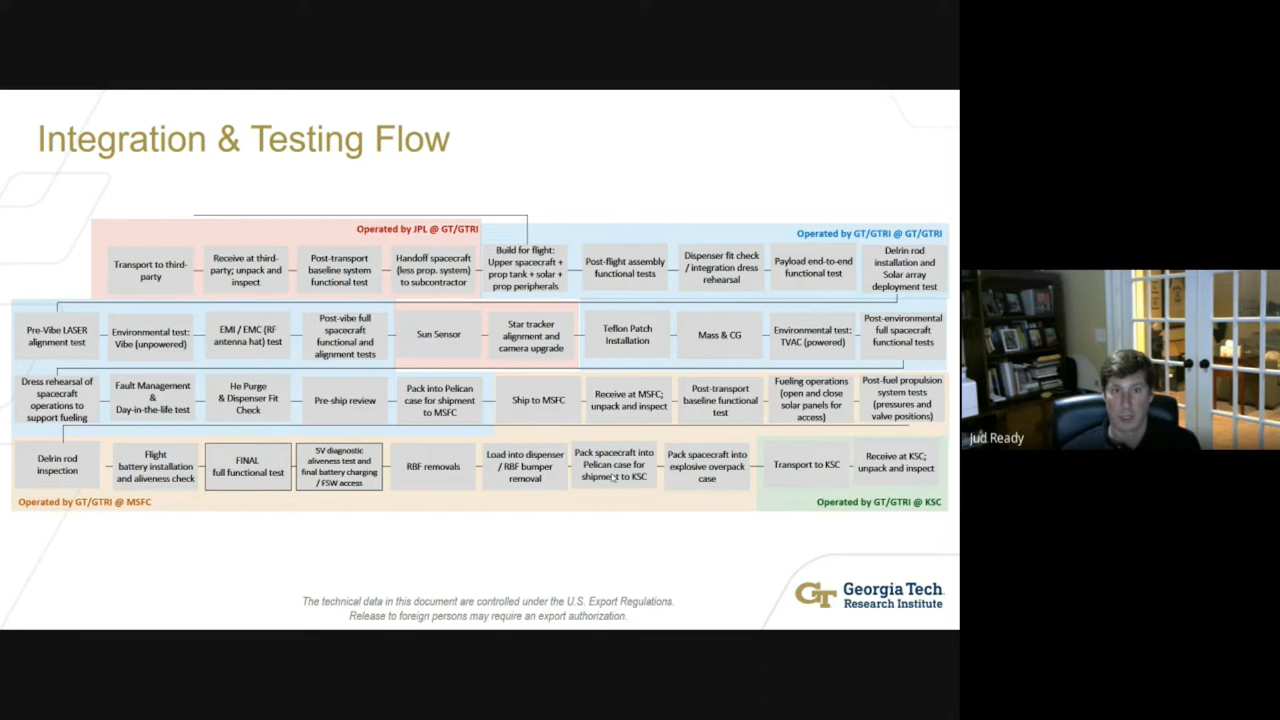 Integration & Testing Flow
Operated by JPL @ GT/GTRI
Operated by GT/GTRI @ GT/GTRI
Transport to third-
party
Receive at third-
party; unpack and
inspect
Post-transport
baseline system
functional test
Handoff spacecraft
(less prop. system)
to subcontractor
Build for flight:
Upper spacecraft +
prop tank + solar +
prop peripherals
Post-flight assembly
functional tests
Dispenser fit check
/ integration dress
rehearsal
Payload end-to-end
functional test
Delrin rod
installation and
Solar array
deployment test
Pre-Vibe LASER
alignment test
Environmental test:
Vibe (unpowered)
EMI / EMC (RF
antenna hat) test
Post-vibe full
spacecraft
functional and
alignment tests
Sun Sensor
Star tracker
alignment and
camera upgrade
Teflon Patch
Installation
Mass & CG
Environmental test:
TVAC (powered)
Post-environmental
full spacecraft
functional tests
Dress rehearsal of
spacecraft
operations to
support fueling
Fault Management
&
Day-in-the-life test
He Purge
& Dispenser Fit
Check
Pre-ship review
Pack into Pelican
case for shipment
to MSFC
Ship to MSFC
Receive at MSFC;
unpack and inspect
Post-transport
baseline functional
test
Fueling operations
(open and close
solar panels for
access)
Post-fuel propulsion
system tests
(pressures and
valve positions)
Delrin rod
inspection
Flight
battery installation
and aliveness check
FINAL
full functional test
5V diagnostic
aliveness test and
final battery charging
/ FSW access
RBF removals
Load into dispenser
/ RBF bumper
removal
Pack spacecraft into
Pelican case for
shipment to KSC
Pack spacecraft into
explosive overpack
case
Transport to KSC
Receive at KSC;
unpack and inspect
Operated by GT/GTRI @ MSFC
Operated by GT/GTRI @ KSC
The technical data in this document are controlled under the U.S. Export Regulations.
Release to foreign persons may require an export authorization.
GT
Georgia Tech
Research Institute
Jud Ready